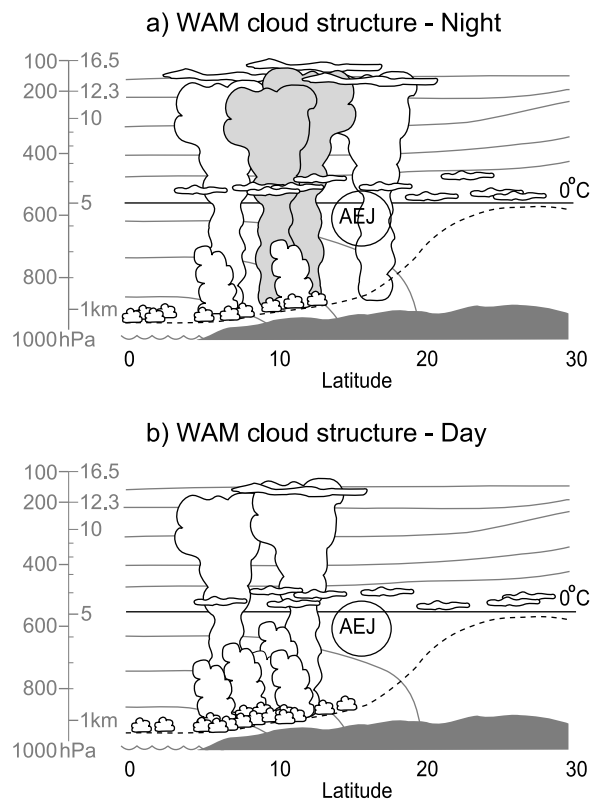 a) WAM cloud structure - Night
100 16.5
200 12.3
10
400
0°C
5
600 AEJ
800
1km
1000hPa
0 10 20 30
Latitude
b) WAM cloud structure - Day
100 16.5
200 12.3
10
400
0°C
5
600 AEJ
800
1km
1000hPa
0 10 20 30
Latitude